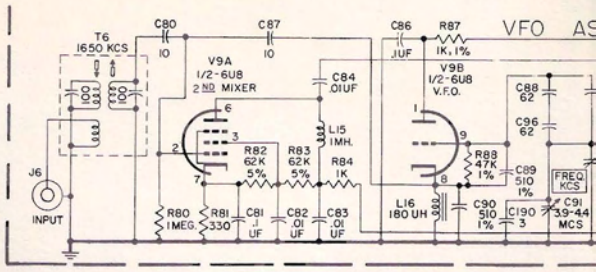 T6
1650 KCS
100
100
J6
INPUT
C80
10
V9A
1/2-6U8
2ND MIXER
C87
10
6
3
2
7
C84
.01UF
L15
1MH.
R82
62K
5%
R83
62K
5%
R84
1K
R80
1MEG.
R81
330
C81
.1
UF
C82
.01
UF
C83
.01
UF
C86
.1UF
R87
1K, 1%
VFO AS
V9B
1/2-6U8
V.F.O.
1
9
8
R88
47K
1%
L16
180 UH
C90
510
1%
C89
510
1%
C88
62
C96
62
C190
3
FREQ.
KCS
C91
3.9-4.4
MCS